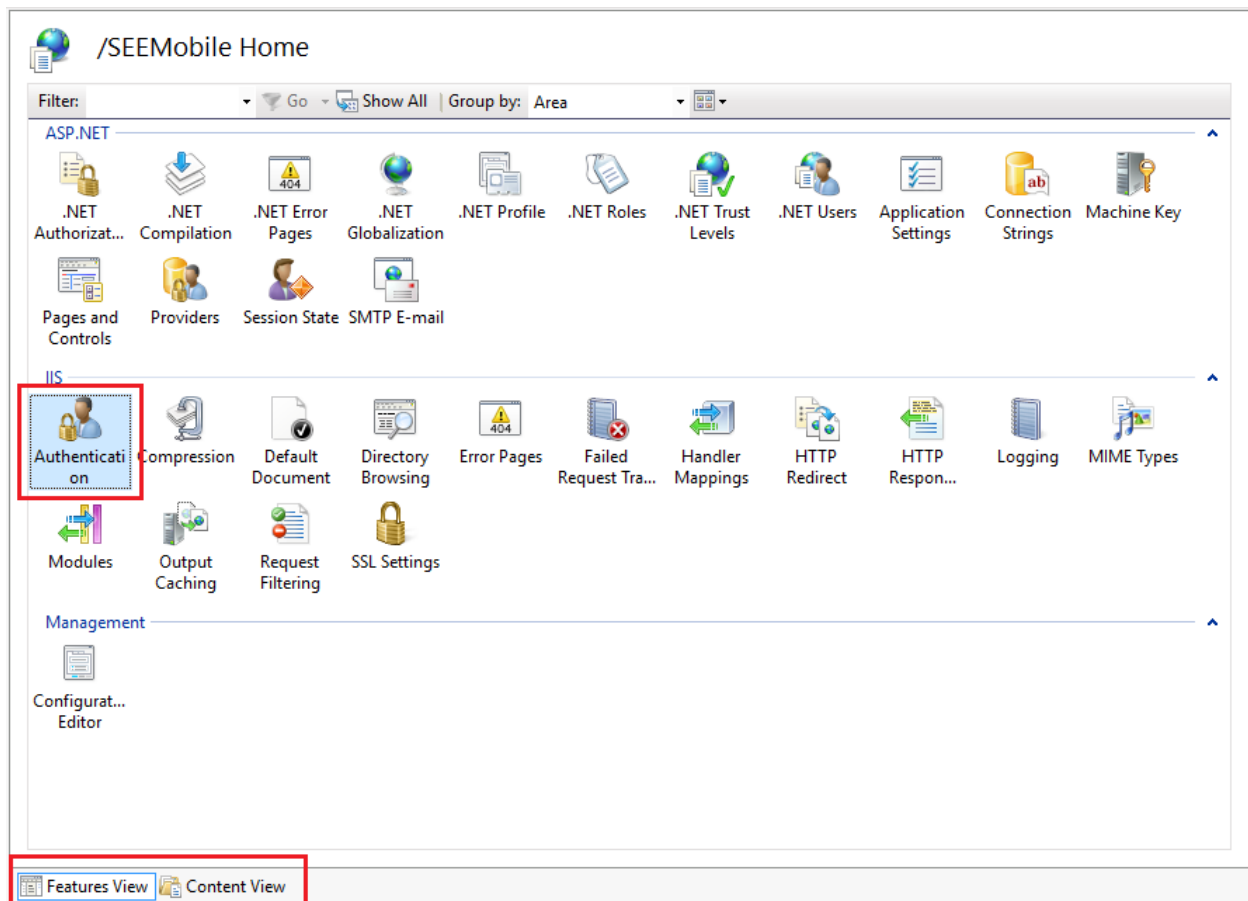 /SEEMobile Home
Filter: Go Show All Group by: Area
ASP.NET
.NET Authorizat...
.NET Compilation
404
.NET Error Pages
.NET Globalization
.NET Profile
.NET Roles
.NET Trust Levels
.NET Users
Application Settings
ab
Connection Strings
Machine Key
Pages and Controls
Providers
Session State
SMTP E-mail
IIS
Authenticati on
Compression
Default Document
Directory Browsing
404
Error Pages
Failed Request Tra...
Handler Mappings
HTTP Redirect
HTTP Respon...
Logging
MIME Types
Modules
Output Caching
Request Filtering
SSL Settings
Management
Configurat... Editor
Features View Content View